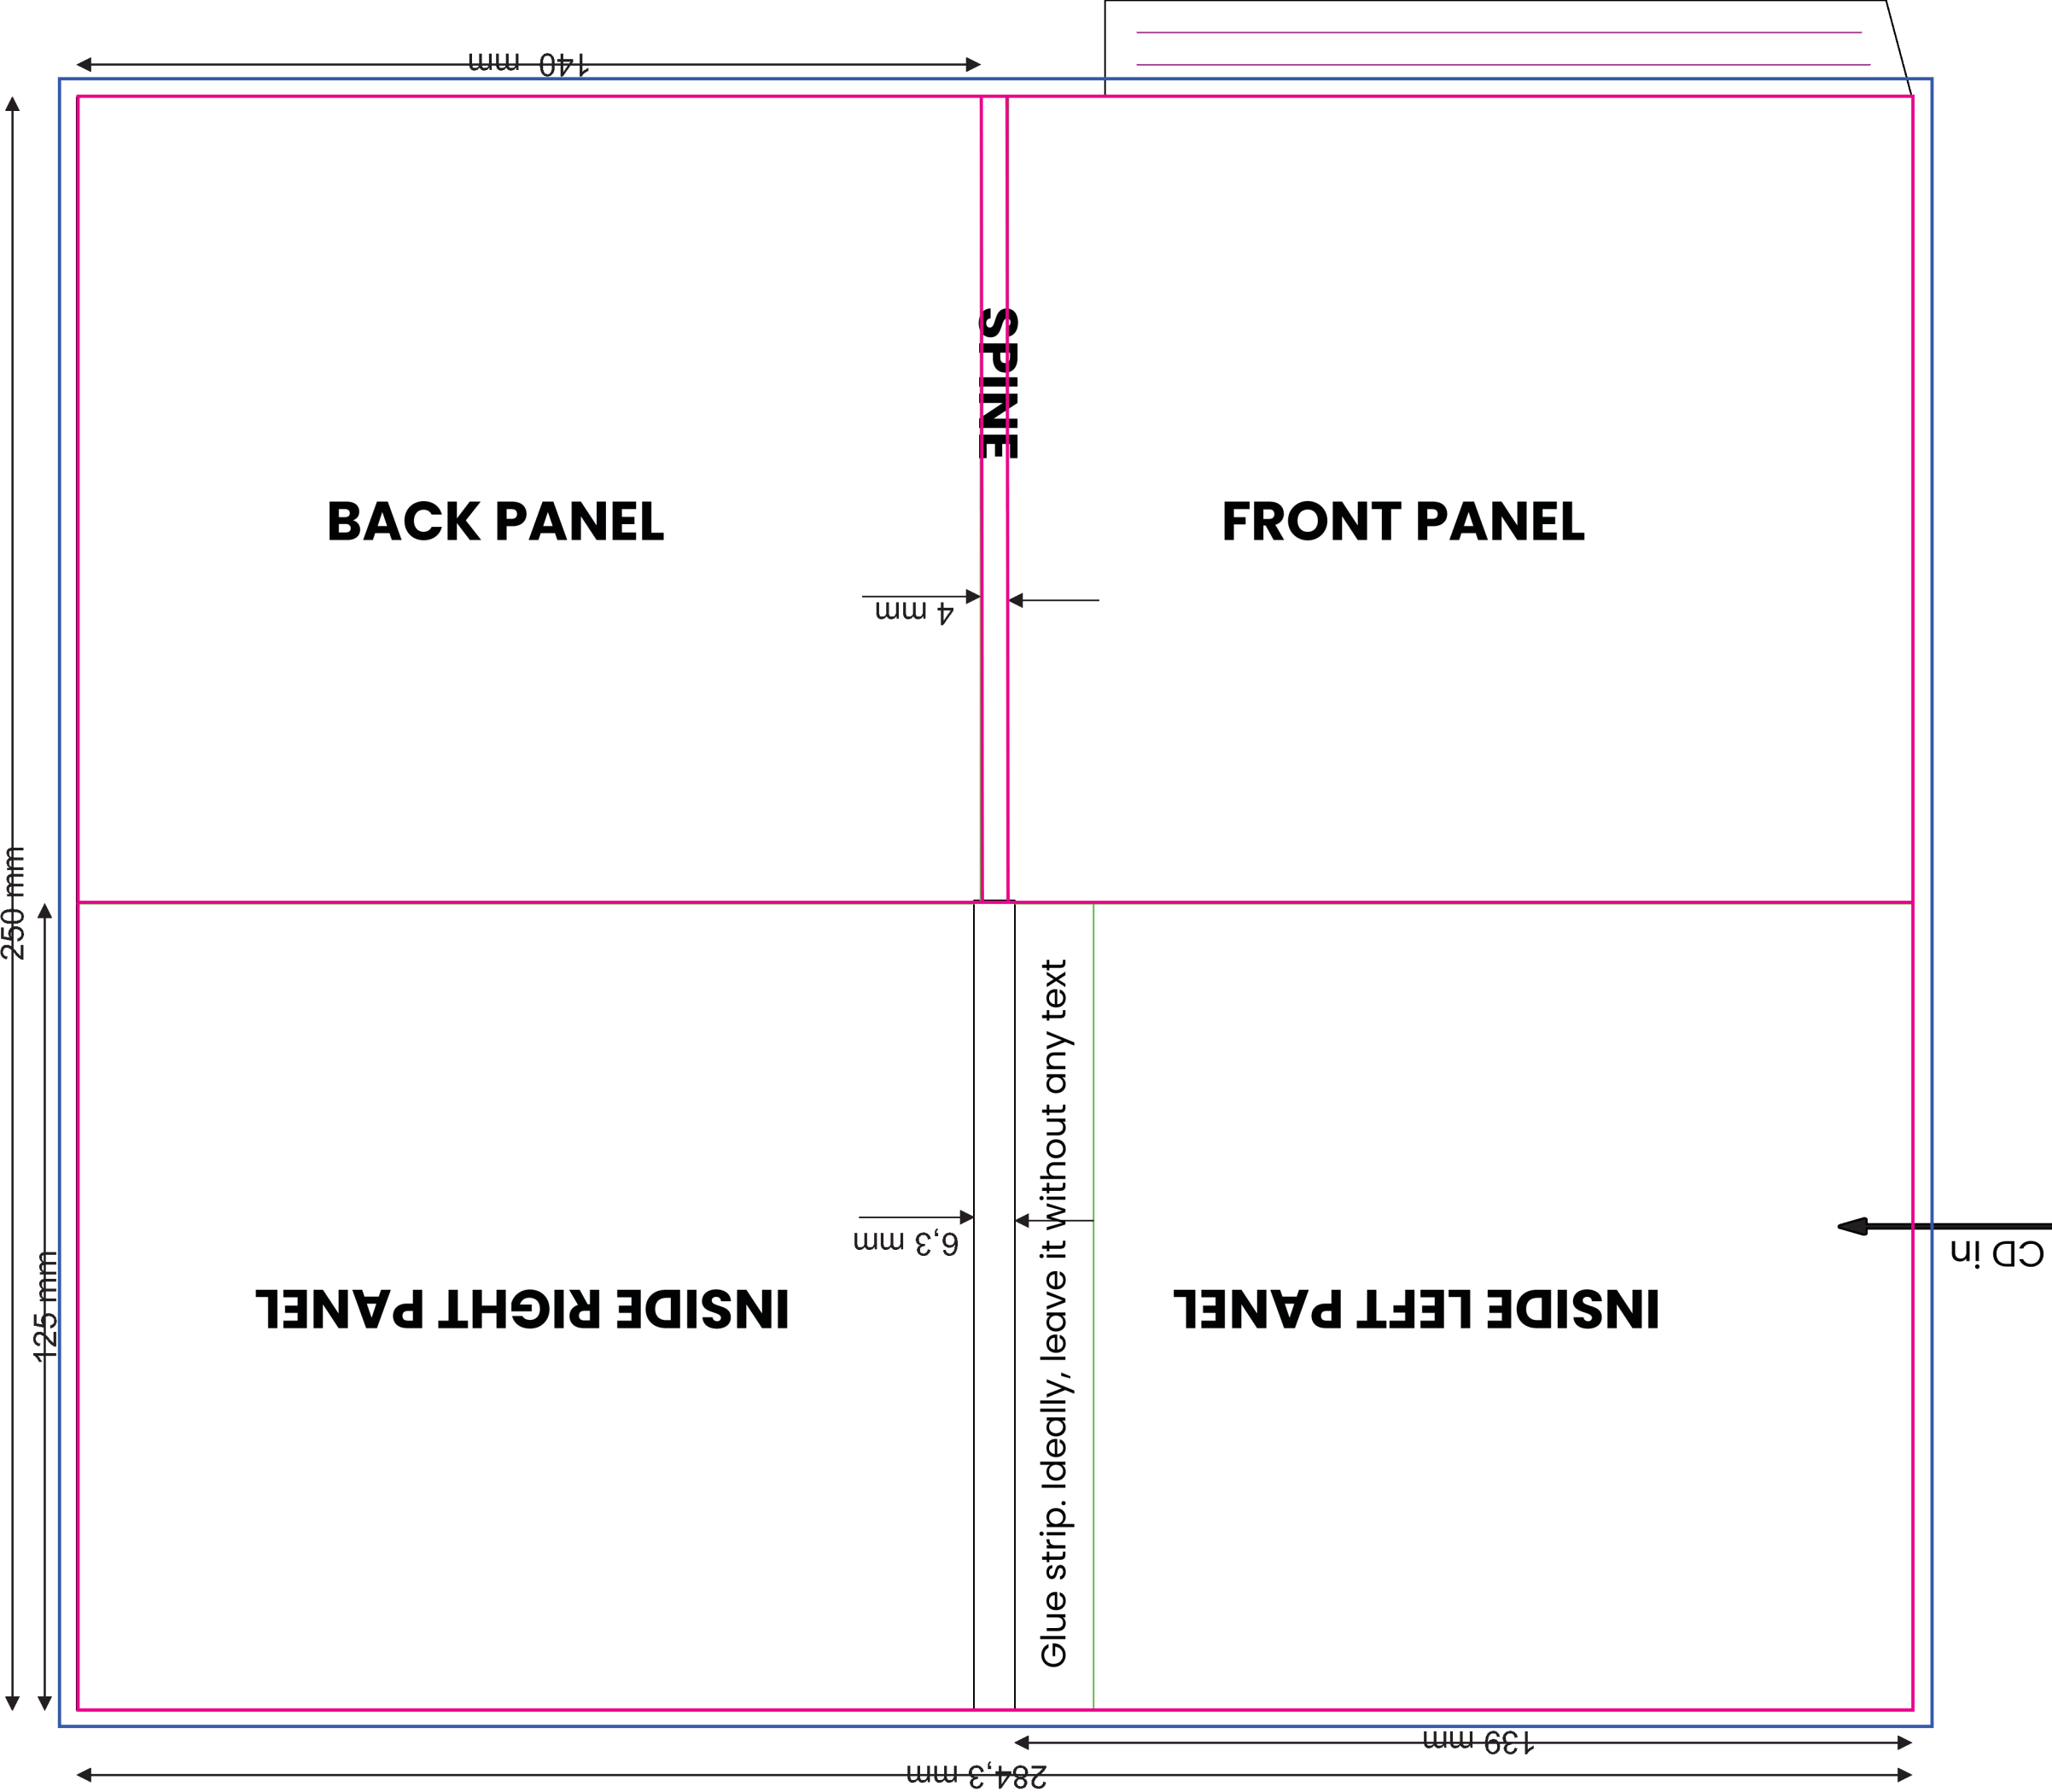 140 mm
SPINE
BACK PANEL
FRONT PANEL
4 mm
250 mm
Glue strip. Ideally, leave it without any text
6,3 mm
CD in
125 mm
INSIDE RIGHT PANEL
INSIDE LEFT PANEL
139 mm
284,3 mm